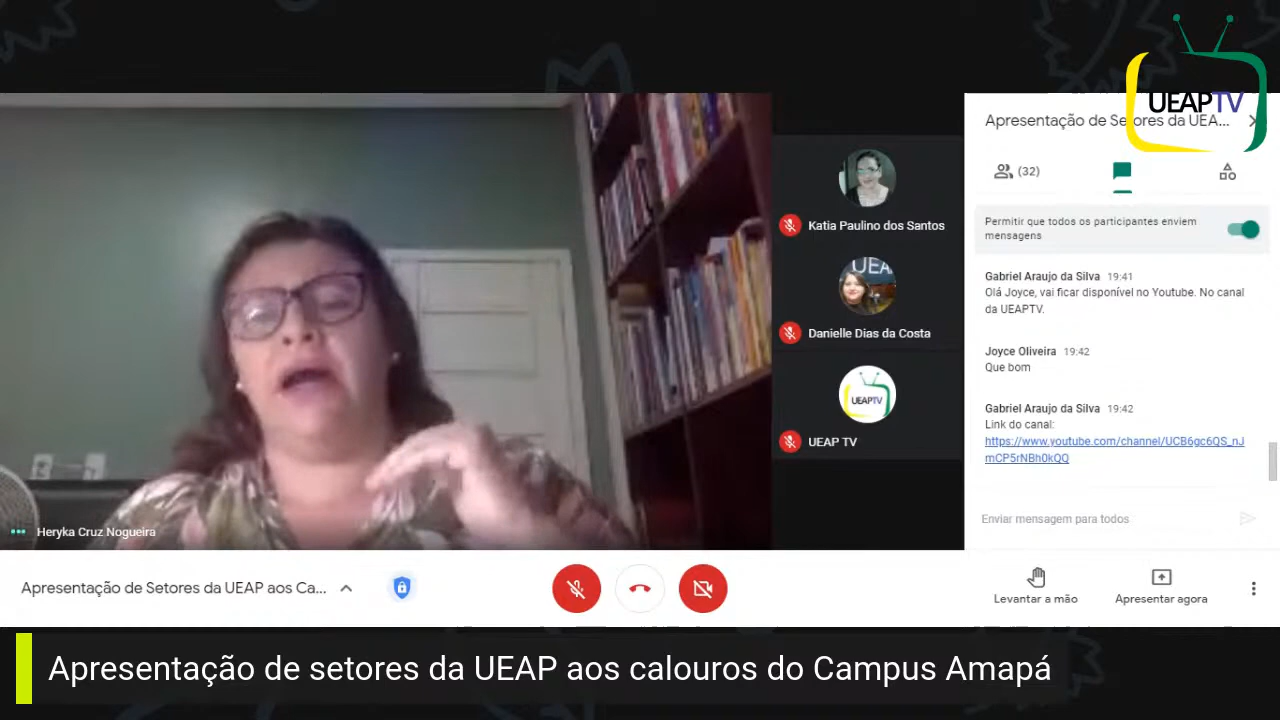 UEAPTV
Apresentação de Setores da UEA...
(32)
Permitir que todos os participantes enviem
mensagens
Gabriel Araujo da Silva 19:41
Olá Joyce, vai ficar disponível no Youtube. No canal
da UEAPTV.
Joyce Oliveira 19:42
Que bom
Gabriel Araujo da Silva 19:42
Link do canal:
https://www.youtube.com/channel/UCB6gc6QS_nJ
mCP5rNBh0kQQ
Enviar mensagem para todos
Katia Paulino dos Santos
UEA
Danielle Dias da Costa
UEAPTV
UEAP TV
Heryka Cruz Nogueira
Apresentação de Setores da UEAP aos Ca...
Levantar a mão
Apresentar agora
Apresentação de setores da UEAP aos calouros do Campus Amapá